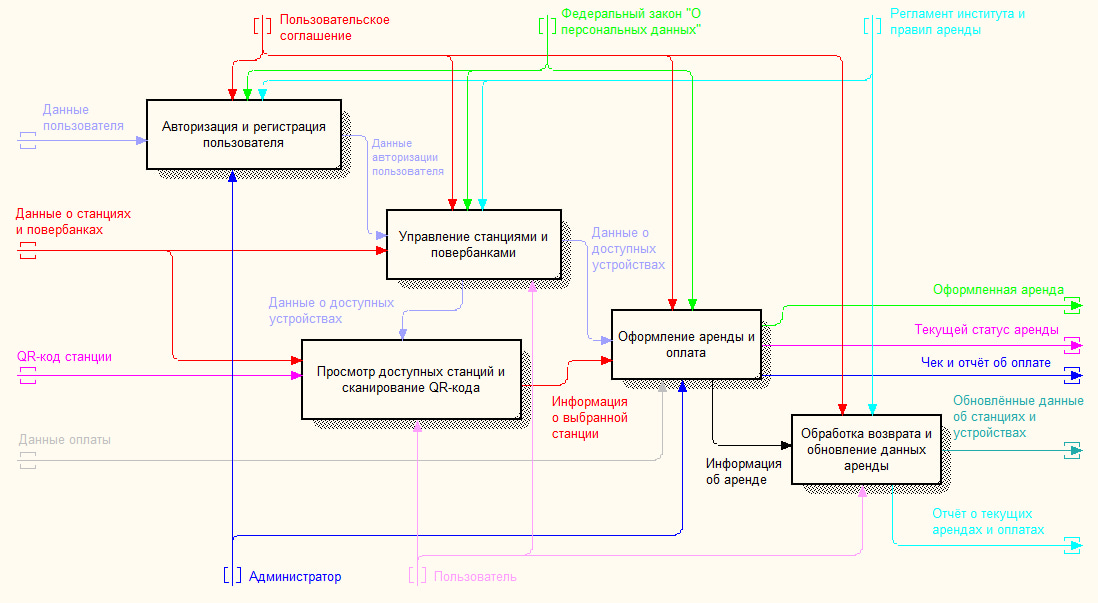 Пользовательское
соглашение
Федеральный закон "О
персональных данных"
Регламент института и
правил аренды
Данные
пользователя
Авторизация и регистрация
пользователя
Данные
авторизации
пользователя
Данные о станциях
и повербанках
Управление станциями и
повербанками
Данные о
доступных
устройствах
Данные о доступных
устройствах
Оформленная аренда
Текущей статус аренды
Оформление аренды и
оплата
QR-код станции
Просмотр доступных станций и
сканирование QR-кода
Чек и отчёт об оплате
Информация
о выбранной
станции
Обновлённые данные
об станциях и
устройствах
Данные оплаты
Обработка возврата и
обновление данных
аренды
Информация
об аренде
Отчёт о текущих
арендах и оплатах
Администратор
Пользователь